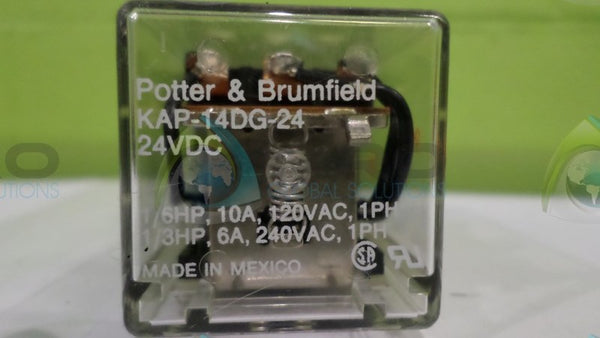 Potter & Brumfield
KAP-14DG-24
24VDC
1/6HP, 10A, 120VAC, 1PH
1/3HP, 6A, 240VAC, 1PH
MADE IN MEXICO